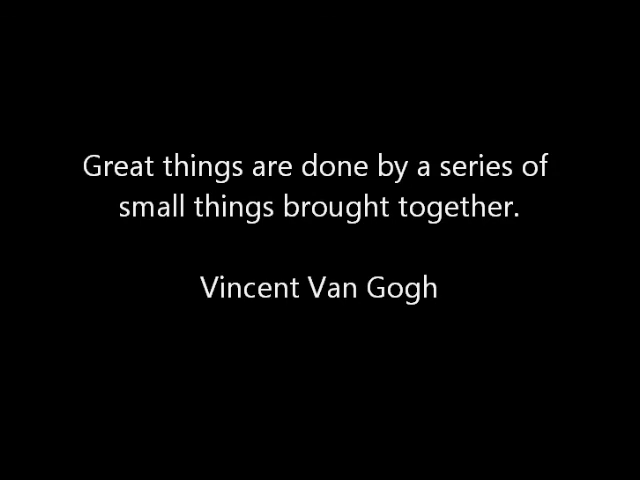 Great things are done by a series of
small things brought together.
Vincent Van Gogh